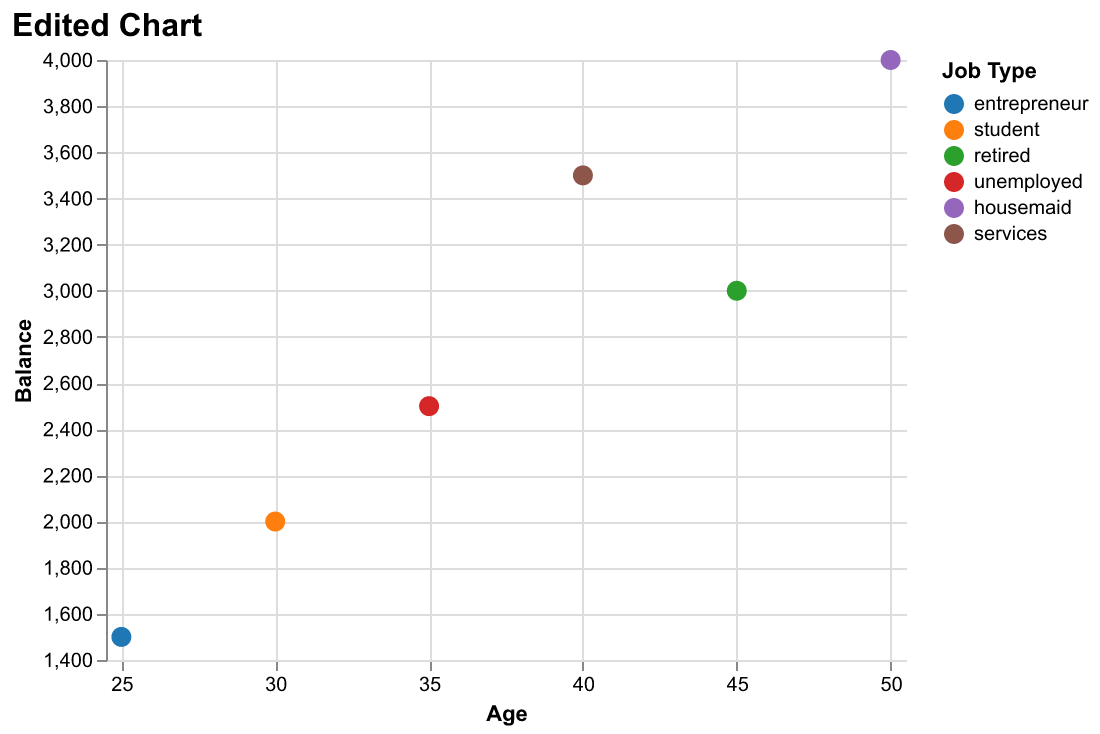 Edited Chart
4,000
3,800
3,600
3,400
3,200
3,000
2,800
2,600
2,400
2,200
2,000
1,800
1,600
1,400
Balance
25 30 35 40 45 50
Age
Job Type
entrepreneur
student
retired
unemployed
housemaid
services